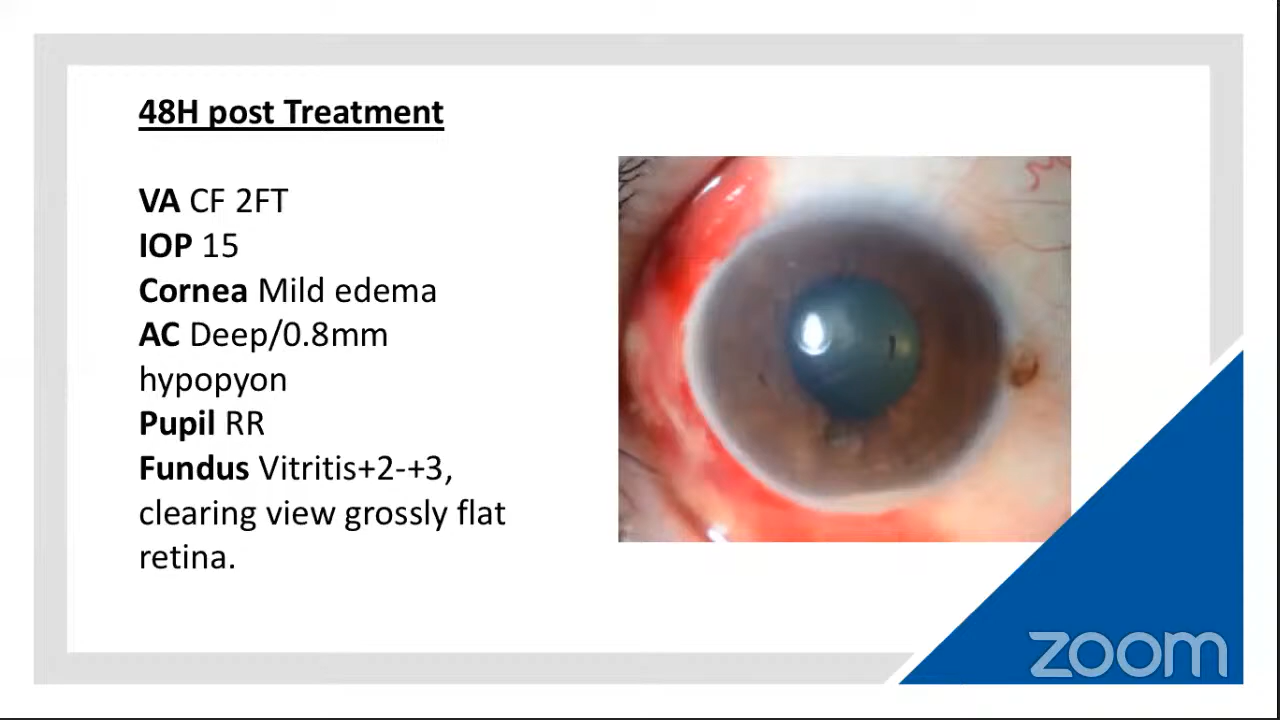 48H post Treatment
VA CF 2FT
IOP 15
Cornea Mild edema
AC Deep/0.8mm
hypopyon
Pupil RR
Fundus Vitritis+2-+3,
clearing view grossly flat
retina.
zoom